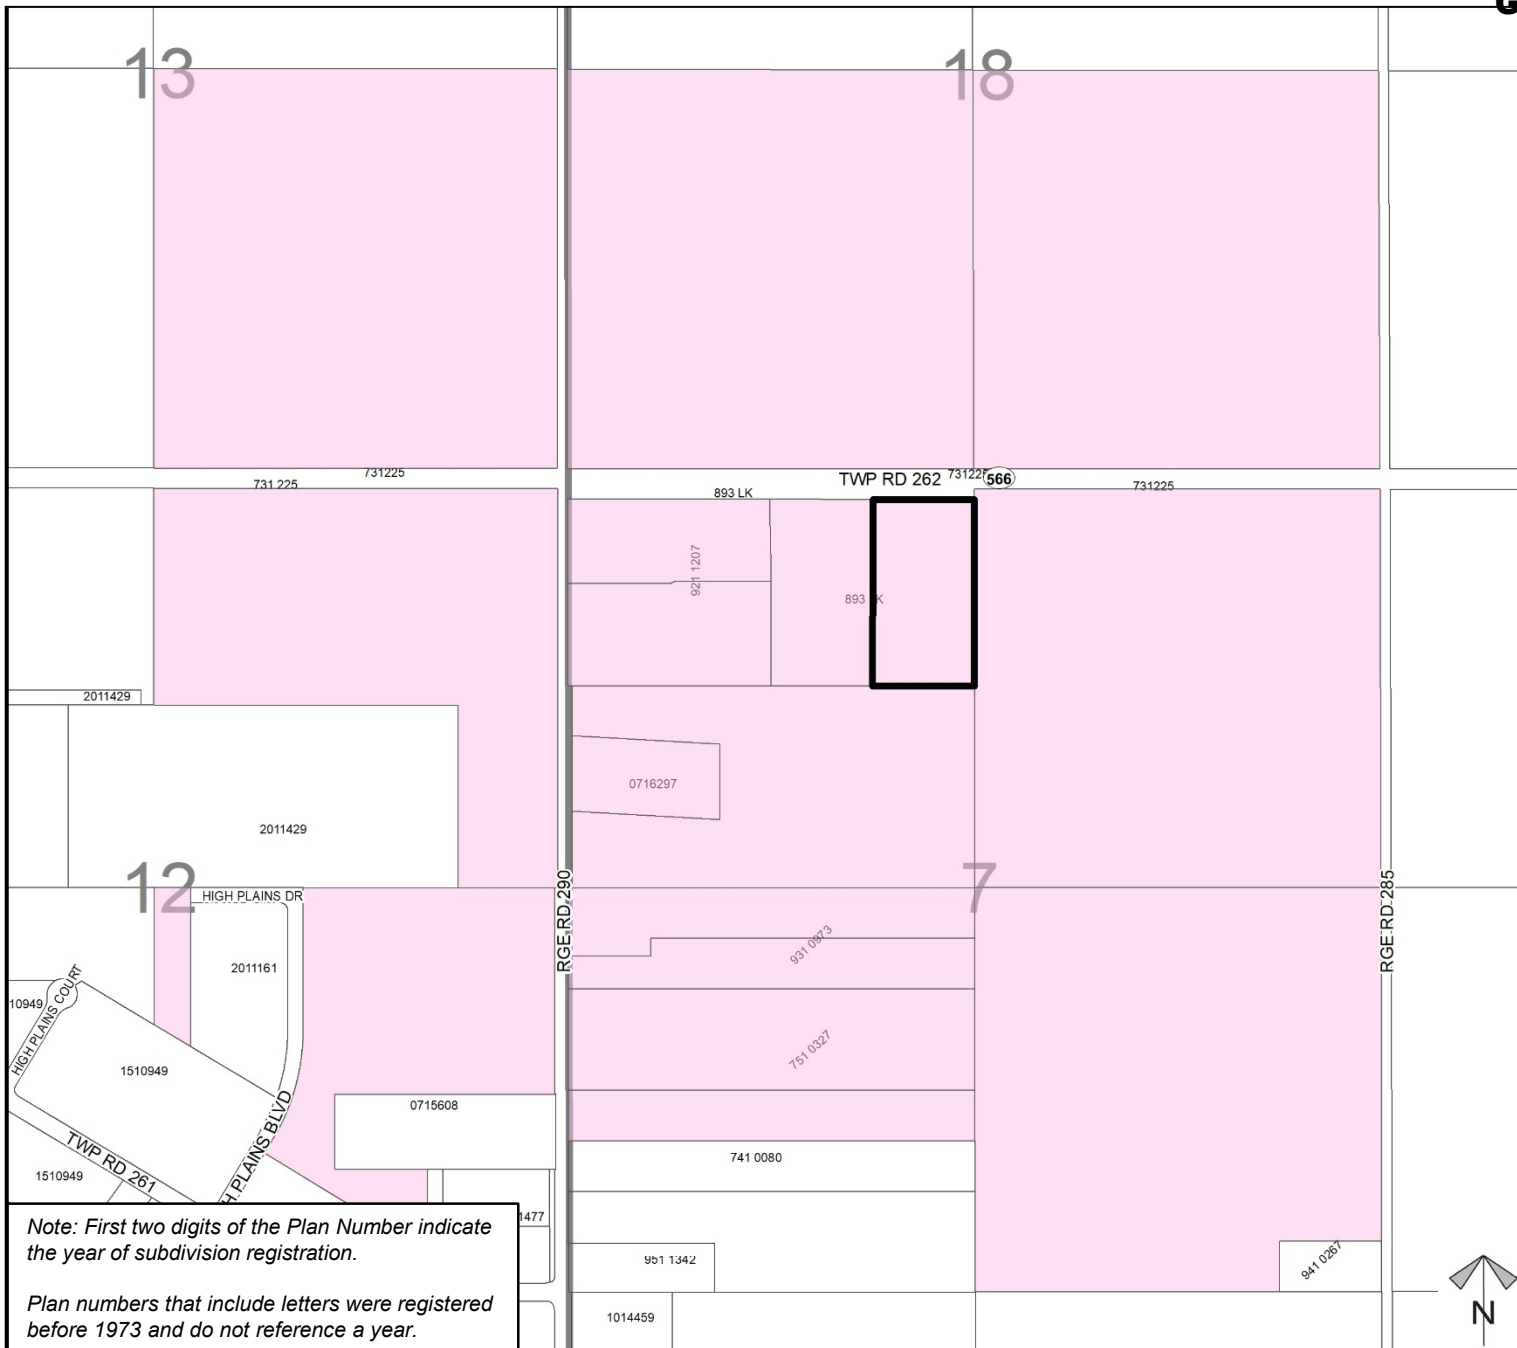 13
18
731225
TWP RD 262
566
731 225
893 LK
731225
921 1207
2011429
0716297
2011429
12
7
HIGH PLAINS DR
RGE RD 290
RGE RD 285
931 0973
2011161
10949
HIGH PLAINS COURT
751 0327
1510949
0715608
H PLAINS BLVD
TWP RD 261
741 0080
1510949
1477
951 1342
941 0267
1014459
Note: First two digits of the Plan Number indicate
the year of subdivision registration.
Plan numbers that include letters were registered
before 1973 and do not reference a year.
N